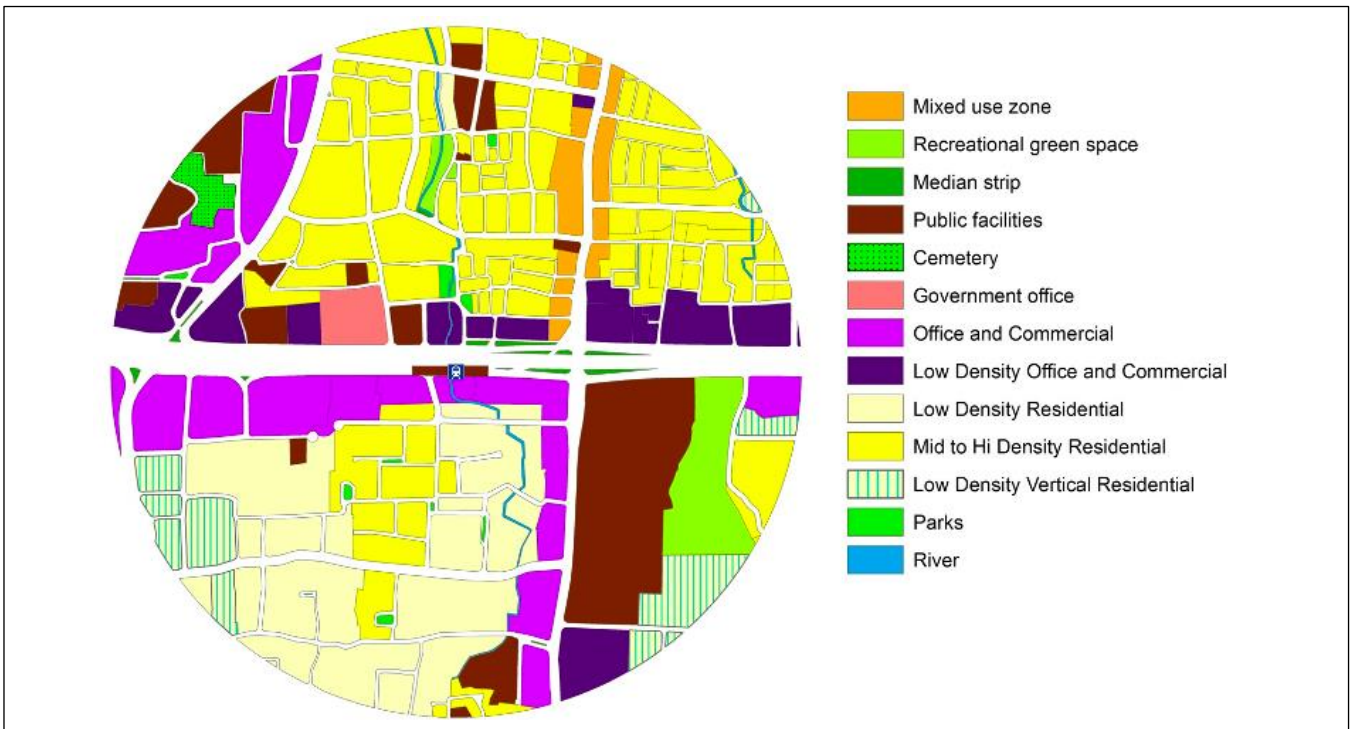 Mixed use zone
Recreational green space
Median strip
Public facilities
Cemetery
Government office
Office and Commercial
Low Density Office and Commercial
Low Density Residential
Mid to Hi Density Residential
Low Density Vertical Residential
Parks
River